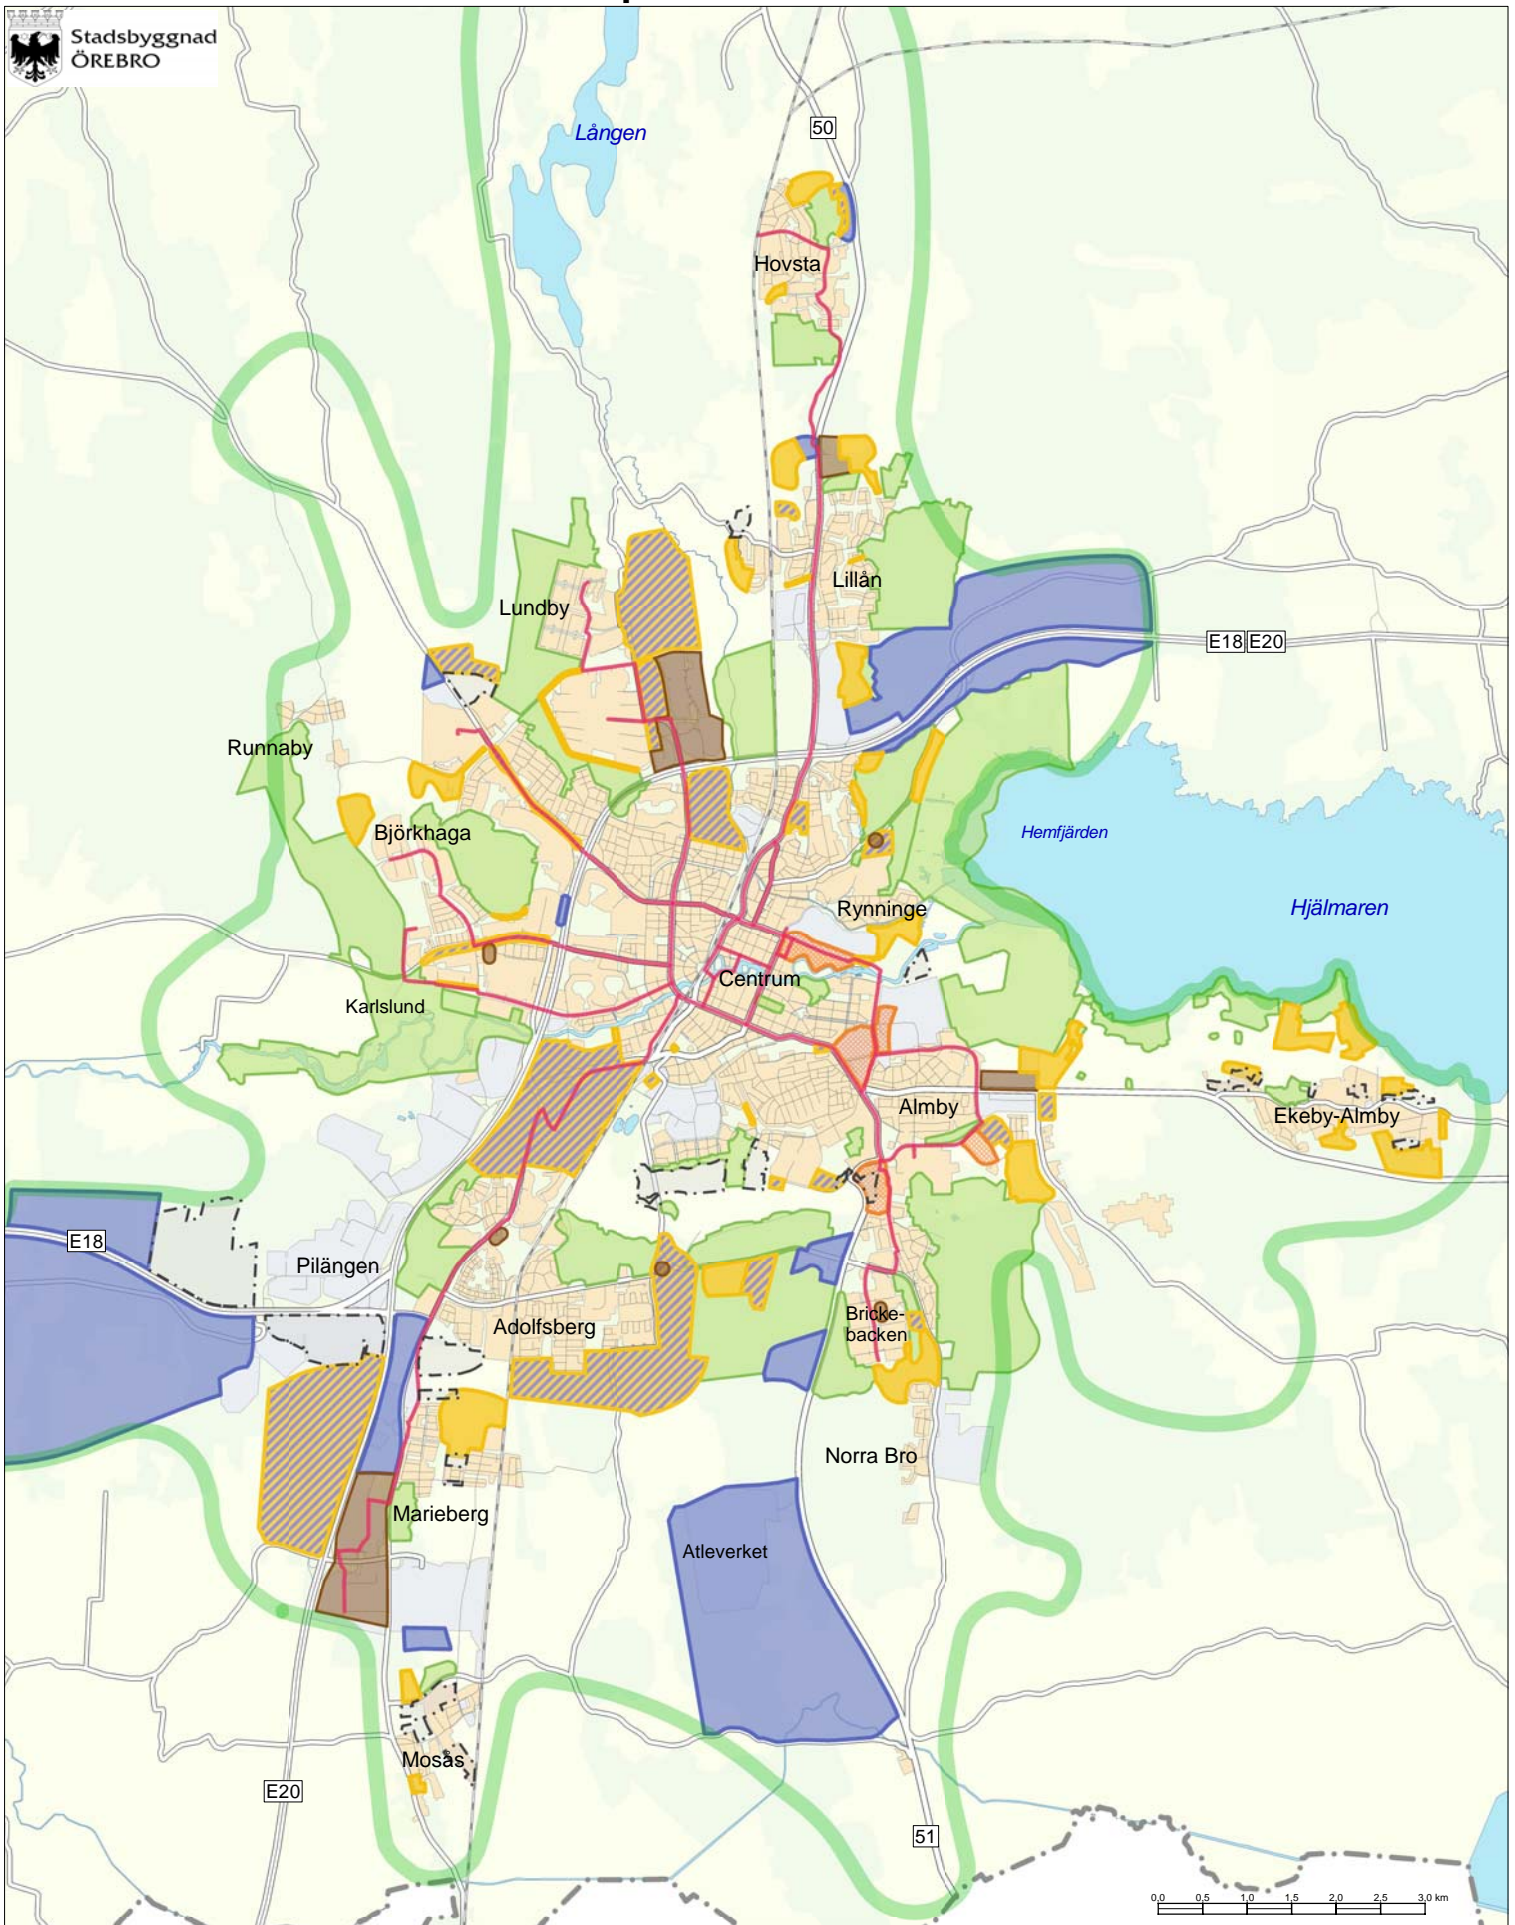 Stadsbyggnad
ÖREBRO
Lången
50
Hovsta
Lillån
Lundby
E18 E20
Runnaby
Björkhaga
Hemfjärden
Hjälmaren
Rynninge
Centrum
Karlslund
Almby
Ekeby-Almby
E18
Pilängen
Adolfsberg
Bricke-
backen
Norra Bro
Marieberg
Atleverket
Mosås
E20
51
0,0 0,5 1,0 1,5 2,0 2,5 3,0 km